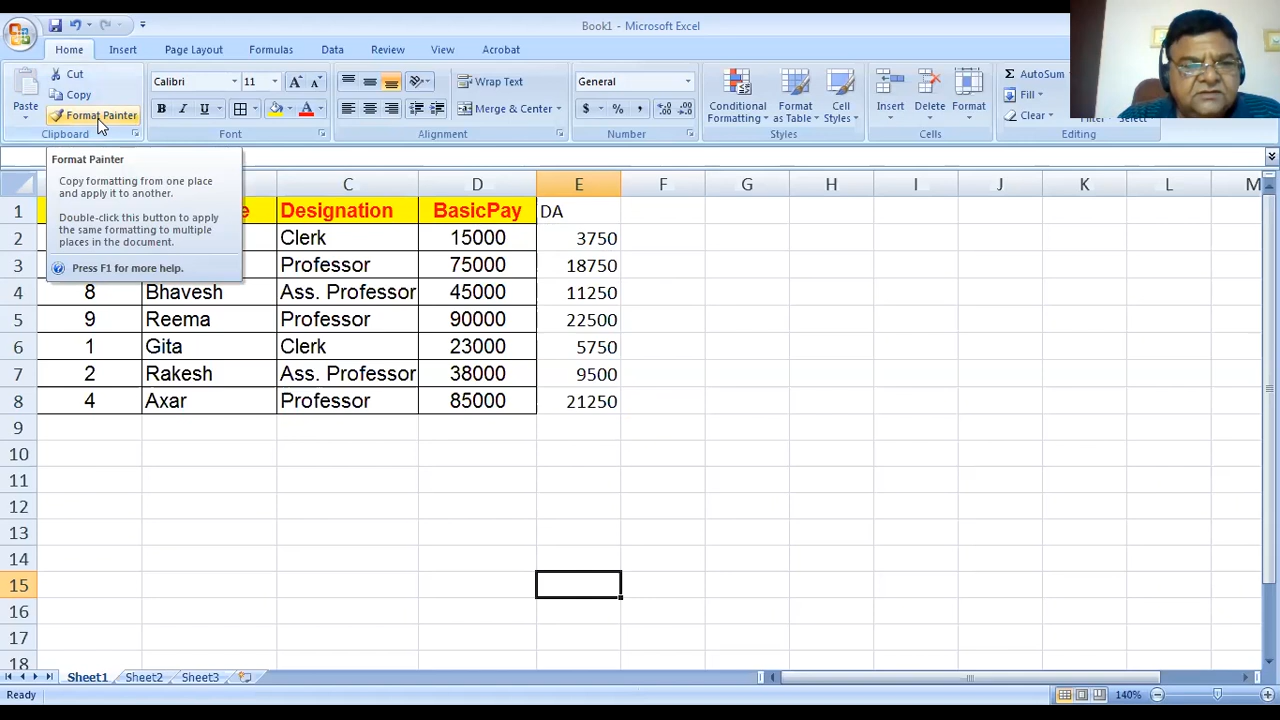 Book1 - Microsoft Excel
Home Insert Page Layout Formulas Data Review View Acrobat
Paste
Cut
Copy
Format Painter
Clipboard
Calibri 11
B I U
Font
Wrap Text
Merge & Center
Alignment
General
$ % ,
Number
Conditional Formatting
Format as Table
Cell Styles
Styles
Insert Delete Format
Cells
Σ AutoSum
Fill
Clear
Editing
Format Painter
Copy formatting from one place
and apply it to another.
Double-click this button to apply
the same formatting to multiple
places in the document.
Press F1 for more help.
C D E F G H I J K L M
1 e Designation BasicPay DA
2 Clerk 15000 3750
3 Professor 75000 18750
4 8 Bhavesh Ass. Professor 45000 11250
5 9 Reema Professor 90000 22500
6 1 Gita Clerk 23000 5750
7 2 Rakesh Ass. Professor 38000 9500
8 4 Axar Professor 85000 21250
9
10
11
12
13
14
15
16
17
18
Sheet1 Sheet2 Sheet3
Ready 140%